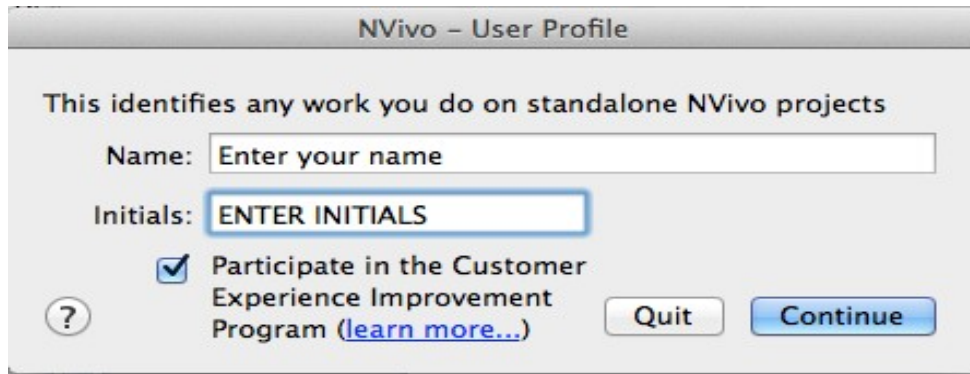 NVivo – User Profile
This identifies any work you do on standalone NVivo projects
Name: Enter your name
Initials: ENTER INITIALS
Participate in the Customer
Experience Improvement
Program (learn more...)
? Quit Continue